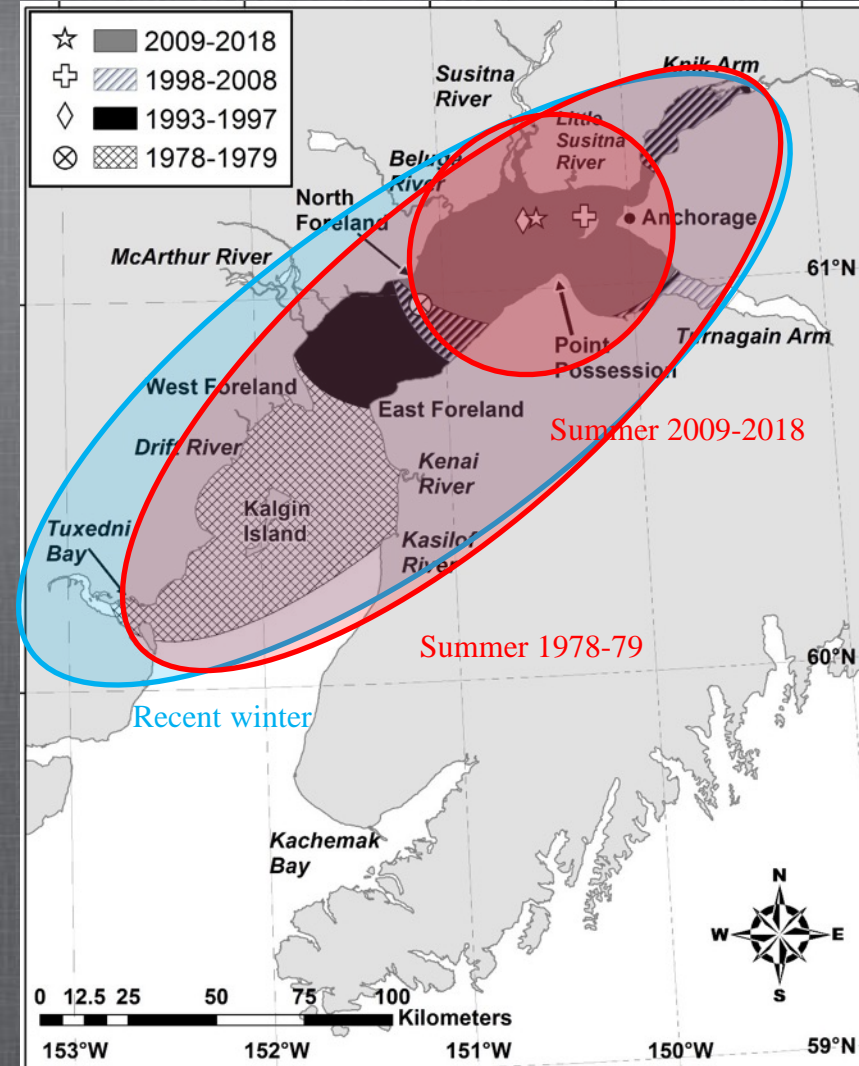 2009-2018
1998-2008
1993-1997
1978-1979
Knik Arm
Susitna
River
Little
Susitna
River
Beluga
River
North
Foreland
Anchorage
McArthur River
61°N
Turnagain Arm
Point
Possession
West Foreland
East Foreland
Summer 2009-2018
Drift River
Kenai
River
Kalgin
Island
Tuxedni
Bay
Kasilof
River
Summer 1978-79
60°N
Recent winter
Kachemak
Bay
N
W E
S
0 12.5 25 50 75 100
Kilometers
153°W 152°W 151°W 150°W 59°N